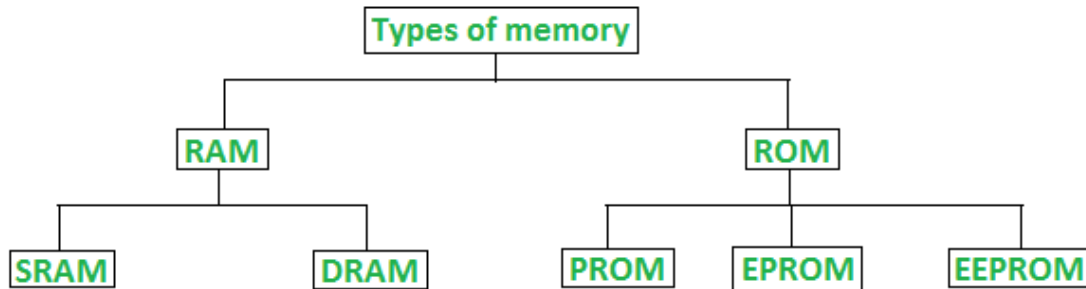 Types of memory
RAM
ROM
SRAM
DRAM
PROM
EPROM
EEPROM